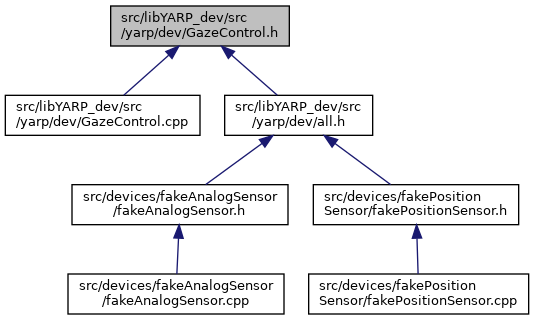 src/libYARP_dev/src
/yarp/dev/GazeControl.h
src/libYARP_dev/src
/yarp/dev/GazeControl.cpp
src/libYARP_dev/src
/yarp/dev/all.h
src/devices/fakeAnalogSensor
/fakeAnalogSensor.h
src/devices/fakePosition
Sensor/fakePositionSensor.h
src/devices/fakeAnalogSensor
/fakeAnalogSensor.cpp
src/devices/fakePosition
Sensor/fakePositionSensor.cpp